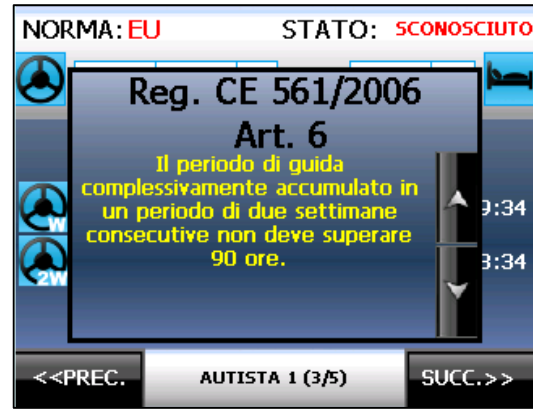 NORMA: EU STATO: SCONOSCIUTO
Reg. CE 561/2006
Art. 6
Il periodo di guida
complessivamente accumulato in
un periodo di due settimane
consecutive non deve superare
90 ore.
W 9:34
2W 3:34
<<PREC. AUTISTA 1 (3/5) SUCC.>>